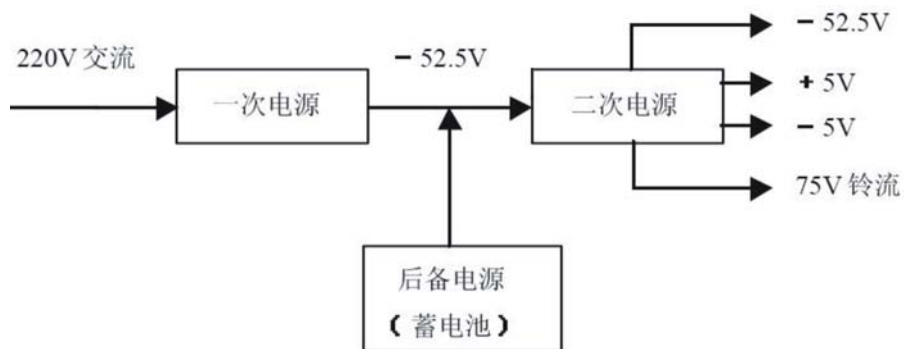 220V 交流
一次电源
- 52.5V
二次电源
- 52.5V
+ 5V
- 5V
75V 铃流
后备电源
( 蓄电池 )